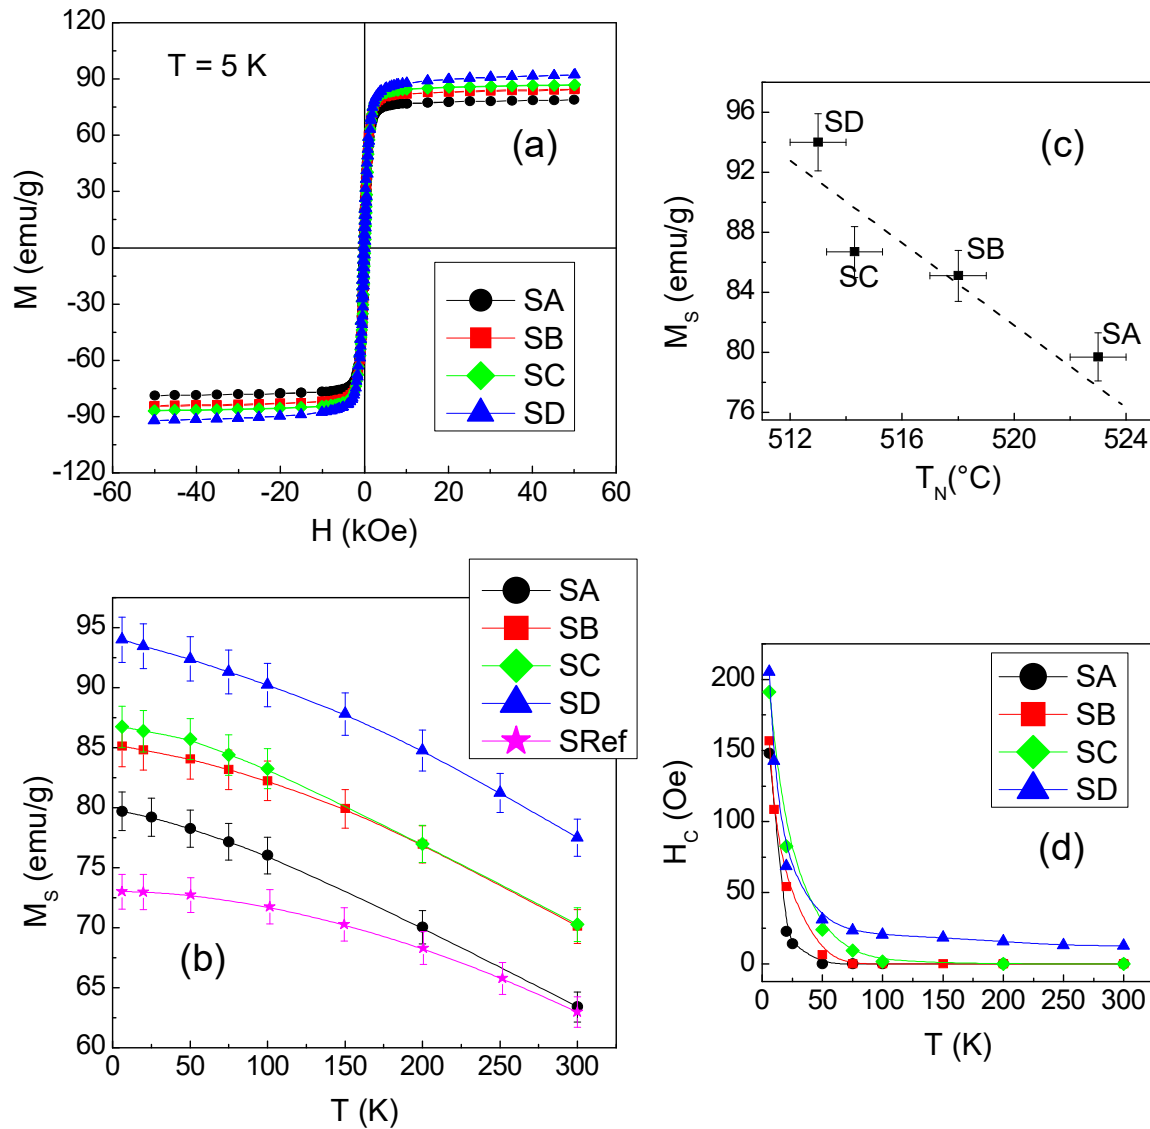 120
90
60
30
0
-30
-60
-90
-120
M (emu/g)
T = 5 K
(a)
SA
SB
SC
SD
-60
-40
-20
0
20
40
60
H (kOe)
96
92
88
84
80
76
M_S (emu/g)
SD
(c)
SB
SC
SA
512
516
520
524
T_N(°C)
95
90
85
80
75
70
65
60
M_S (emu/g)
SA
SB
SC
SD
SRef
(b)
0
50
100
150
200
250
300
T (K)
200
150
100
50
0
H_C (Oe)
SA
SB
SC
SD
(d)
0
50
100
150
200
250
300
T (K)